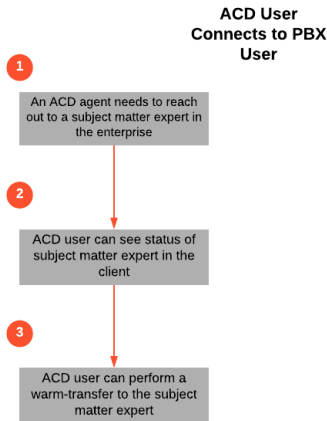 ACD User
Connects to PBX
User
1
An ACD agent needs to reach
out to a subject matter expert in
the enterprise
2
ACD user can see status of
subject matter expert in the
client
3
ACD user can perform a
warm-transfer to the subject
matter expert